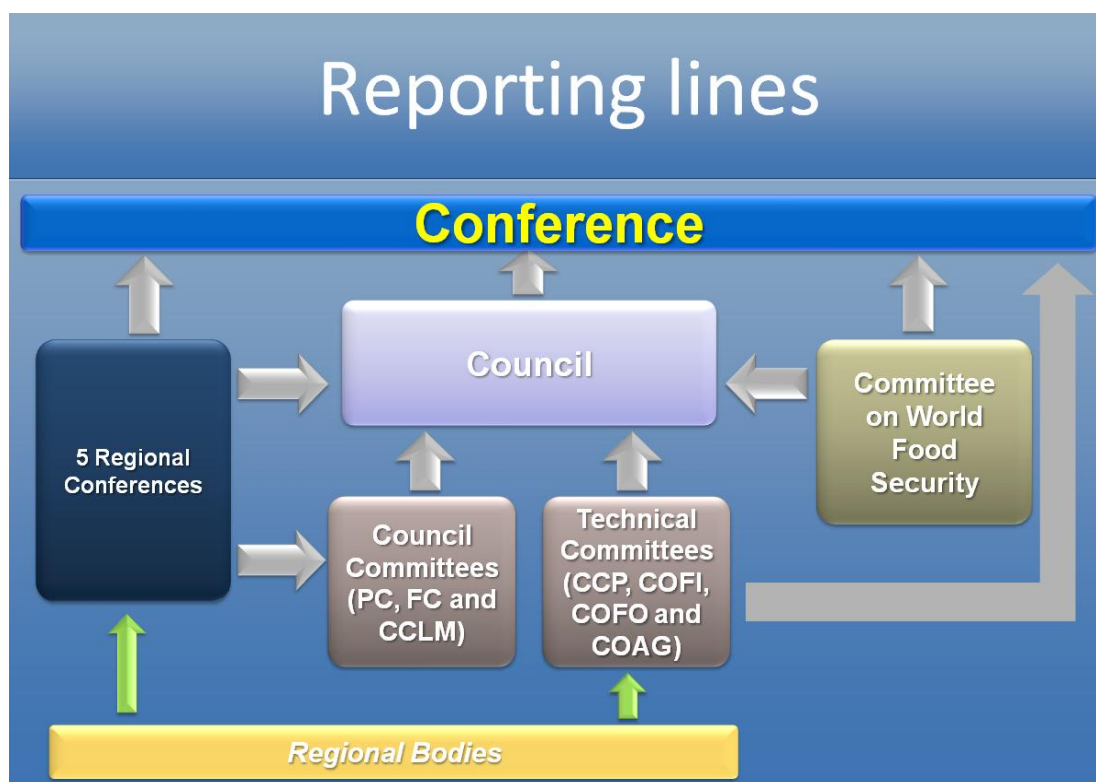 Reporting lines
Conference
Council
5 Regional
Conferences
Committee
on World
Food
Security
Council
Committees
(PC, FC and
CCLM)
Technical
Committees
(CCP, COFI,
COFO and
COAG)
Regional Bodies